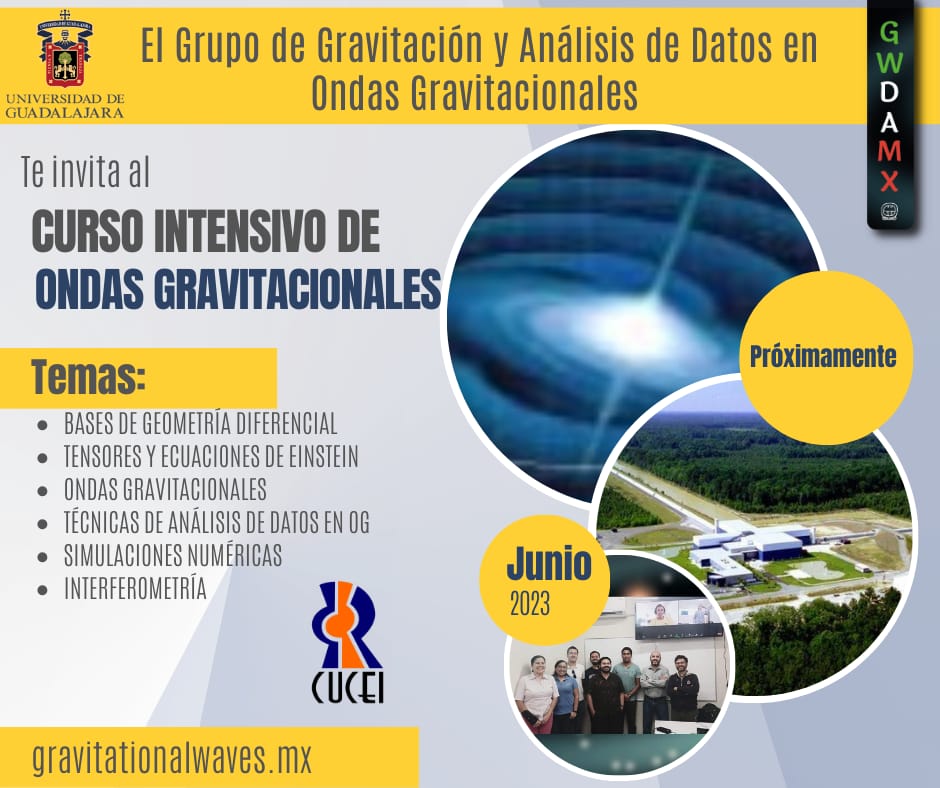 UNIVERSIDAD DE
GUADALAJARA
El Grupo de Gravitación y Análisis de Datos en
Ondas Gravitacionales
GWDAMX
Te invita al
CURSO INTENSIVO DE
ONDAS GRAVITACIONALES
Próximamente
Temas:
• BASES DE GEOMETRÍA DIFERENCIAL
• TENSORES Y ECUACIONES DE EINSTEIN
• ONDAS GRAVITACIONALES
• TÉCNICAS DE ANÁLISIS DE DATOS EN OG
• SIMULACIONES NUMÉRICAS
• INTERFEROMETRÍA
Junio
2023
CUCEI
gravitationalwaves.mx